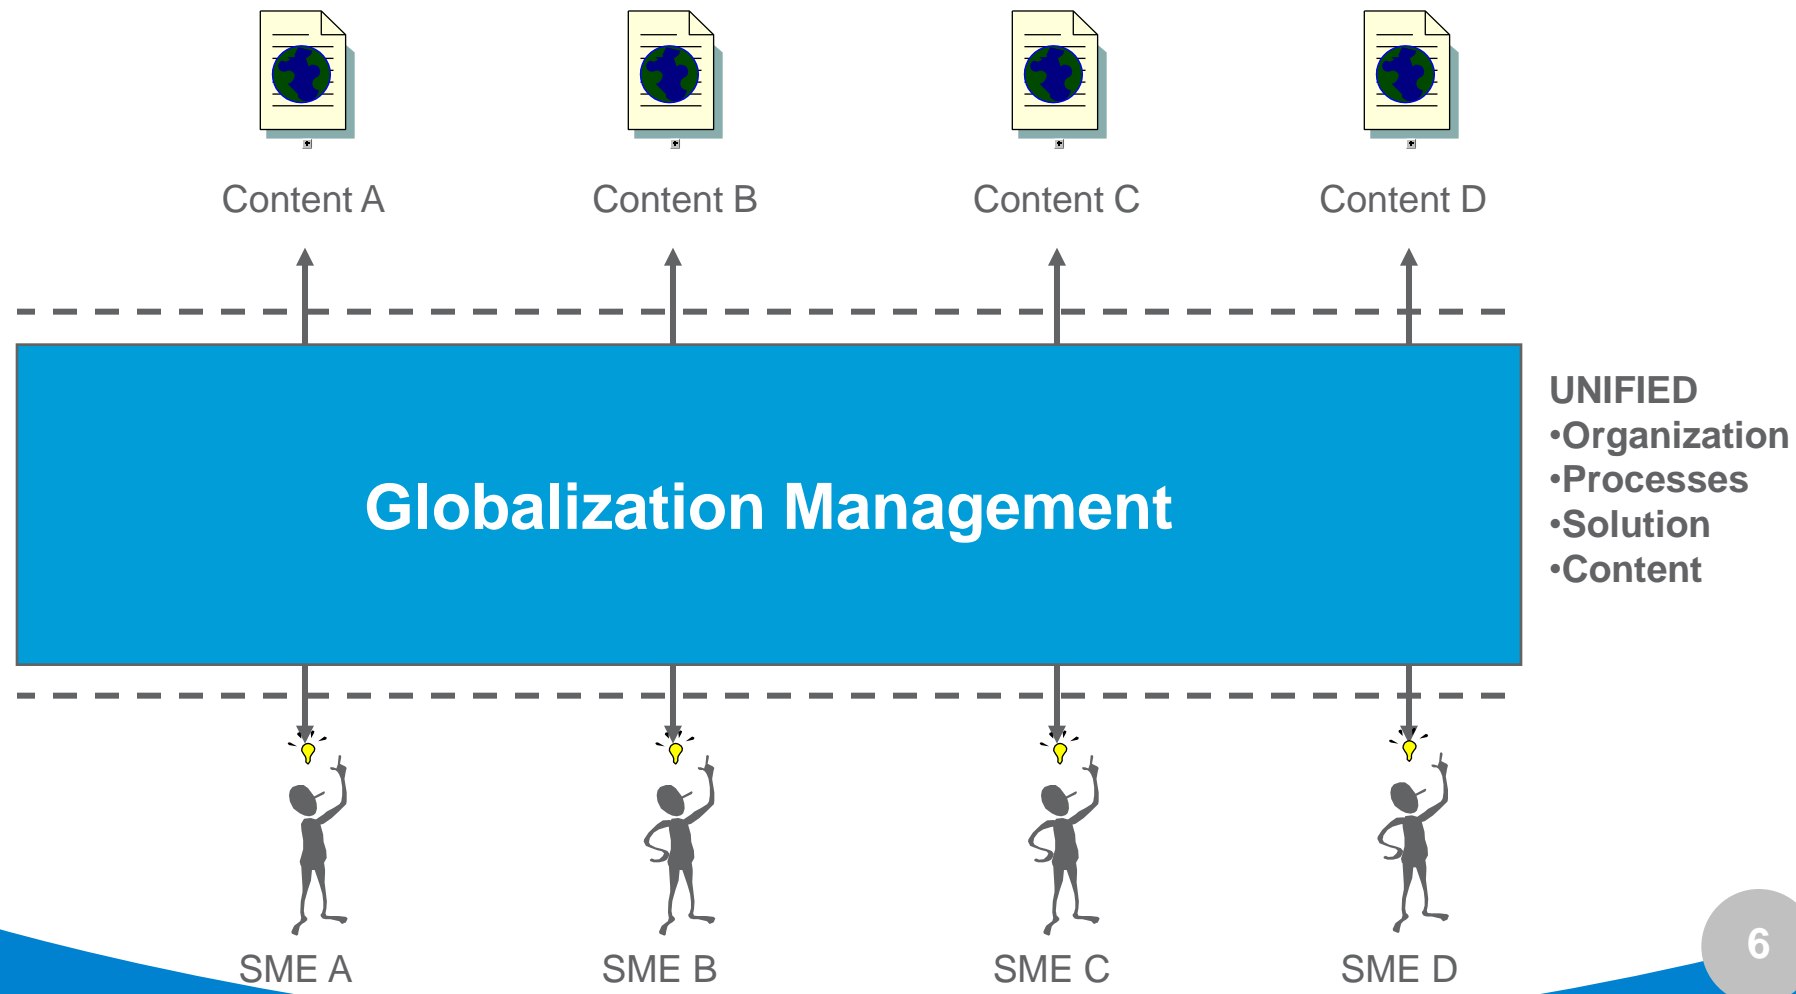 Content A
Content B
Content C
Content D
Globalization Management
UNIFIED
•Organization
•Processes
•Solution
•Content
SME A
SME B
SME C
SME D
6